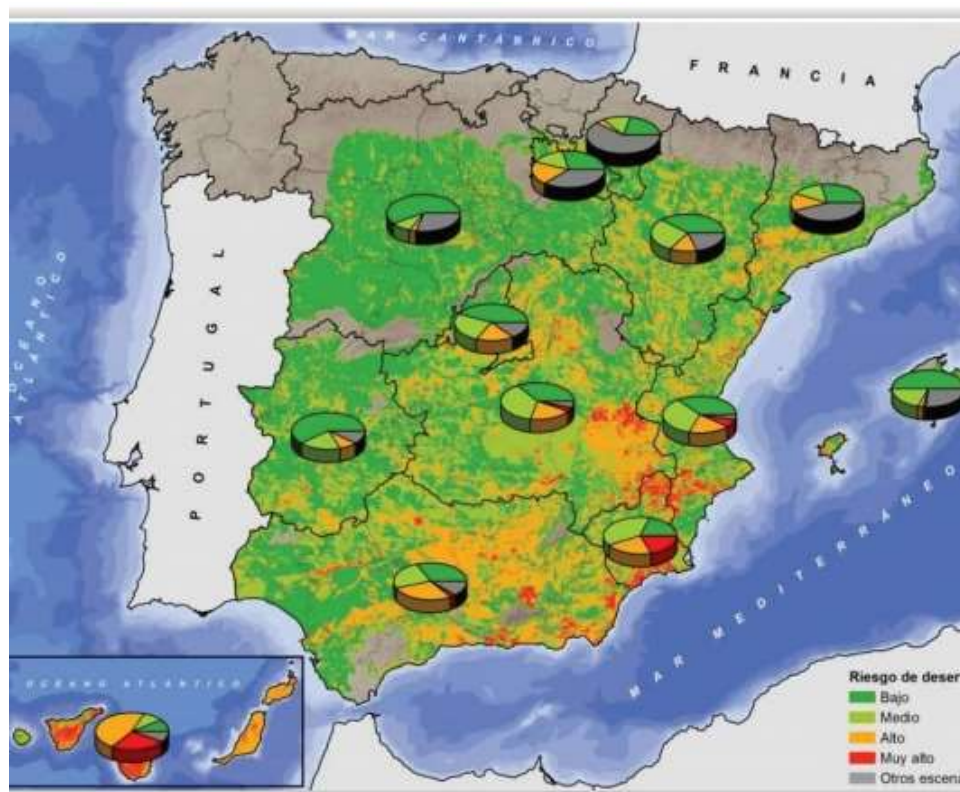 MAR CANTÁBRICO
FRANCIA
OCÉANO
ATLÁNTICO
PORTUGAL
MAR MEDITERRÁNEO
OCÉANO ATLÁNTICO
Riesgo de deser
Bajo
Medio
Alto
Muy alto
Otros escena